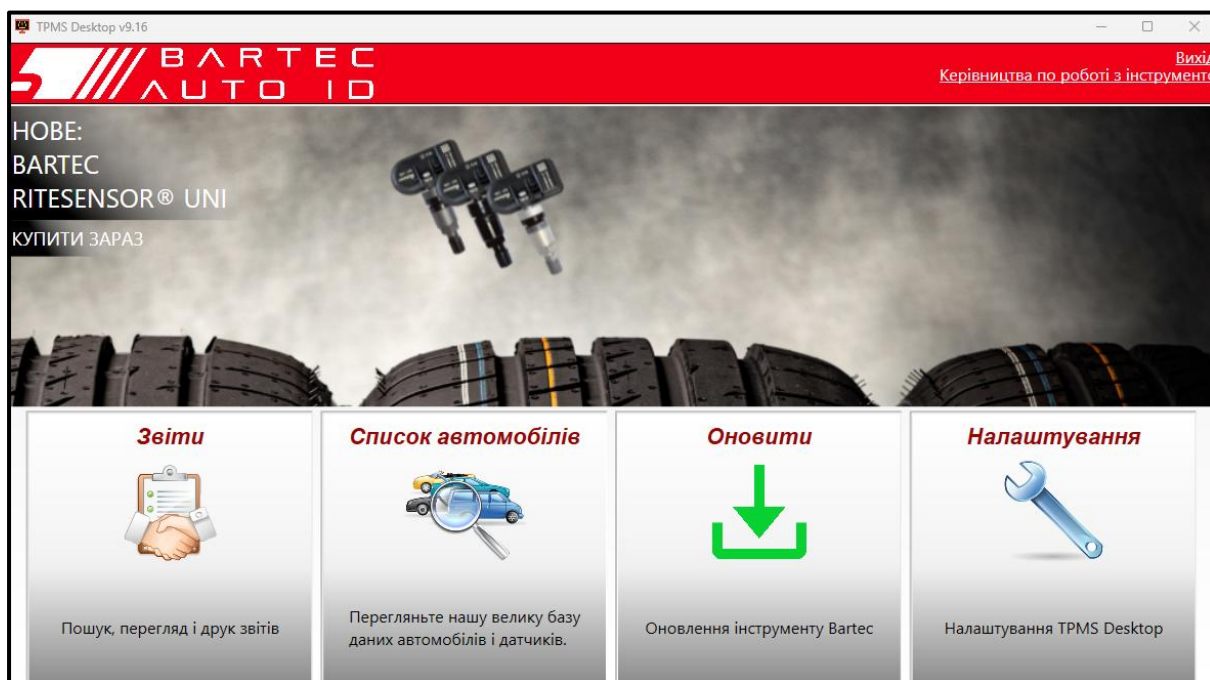 TPMS Desktop v9.16
BARTEC
AUTO ID
Вихід
Керівництва по роботі з інструменто
НОВЕ:
BARTEC
RITESENSOR® UNI
КУПИТИ ЗАРАЗ
Звіти
Пошук, перегляд і друк звітів
Список автомобілів
Перегляньте нашу велику базу
даних автомобілів і датчиків.
Оновити
Оновлення інструменту Bartec
Налаштування
Налаштування TPMS Desktop